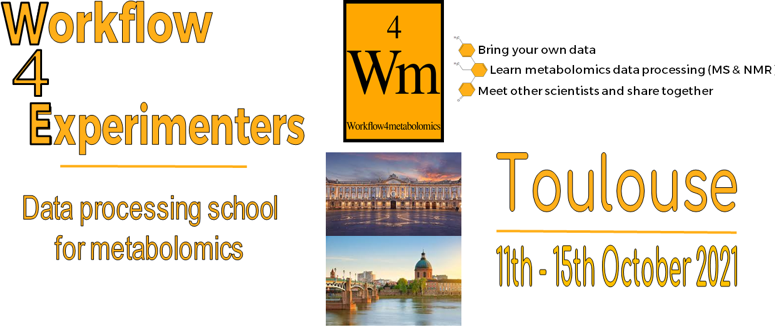 Workflow
4
Experimenters
Data processing school
for metabolomics
4
Wm
Workflow4metabolomics
Bring your own data
Learn metabolomics data processing (MS & NMR)
Meet other scientists and share together
Toulouse
11th - 15th October 2021